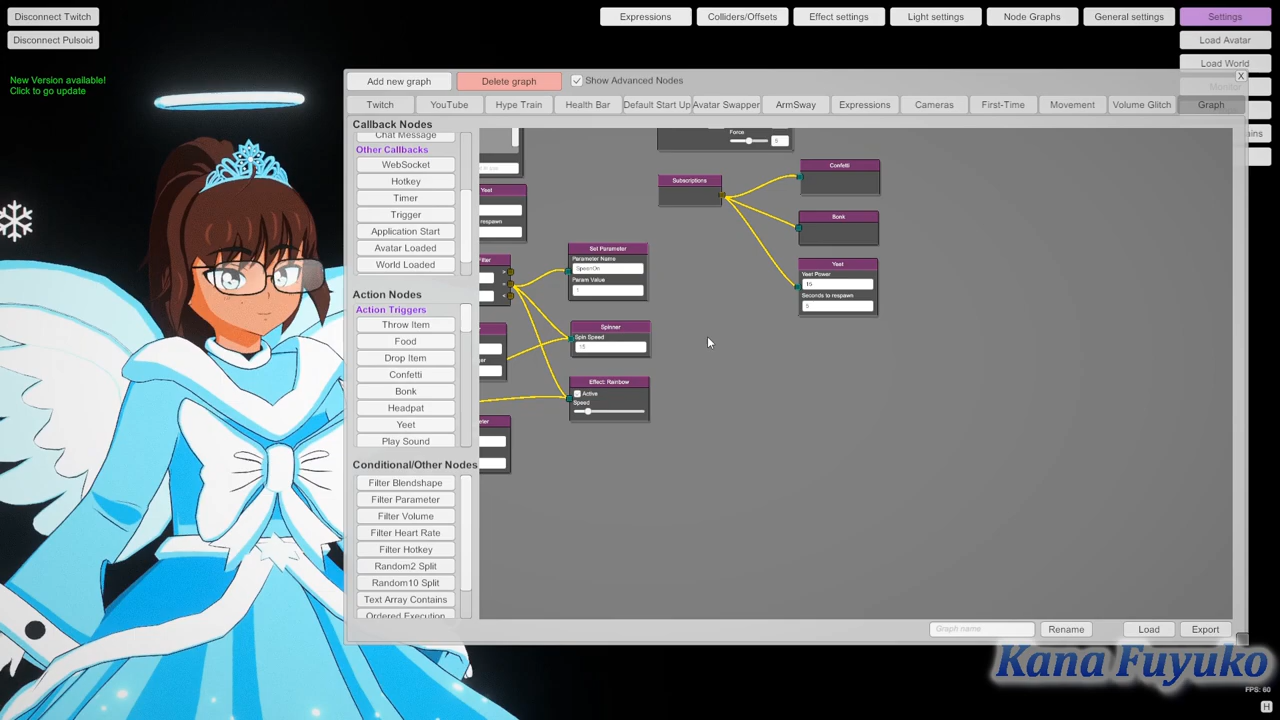 Disconnect Twitch
Disconnect Pulsoid
New Version available!
Click to go update
Expressions
Colliders/Offsets
Effect settings
Light settings
Node Graphs
General settings
Settings
Load Avatar
Load World
Monitor
X
Add new graph
Delete graph
Show Advanced Nodes
Twitch
YouTube
Hype Train
Health Bar
Default Start Up
Avatar Swapper
ArmSway
Expressions
Cameras
First-Time
Movement
Volume Glitch
Graph
Callback Nodes
Chat Message
Other Callbacks
WebSocket
Hotkey
Timer
Trigger
Application Start
Avatar Loaded
World Loaded
Action Nodes
Action Triggers
Throw Item
Food
Drop Item
Confetti
Bonk
Headpat
Yeet
Play Sound
Conditional/Other Nodes
Filter Blendshape
Filter Parameter
Filter Volume
Filter Heart Rate
Filter Hotkey
Random2 Split
Random10 Split
Text Array Contains
Ordered Execution
Force
Subscriptions
Confetti
Bonk
Yeet
Yeet Power
15
Seconds to respawn
5
Set Parameter
Parameter Name
Param Value
1
Spinner
Spin Speed
15
Effect: Rainbow
Active
Speed
Graph name
Rename
Load
Export
Kana Fuyuko
FPS: 60
H